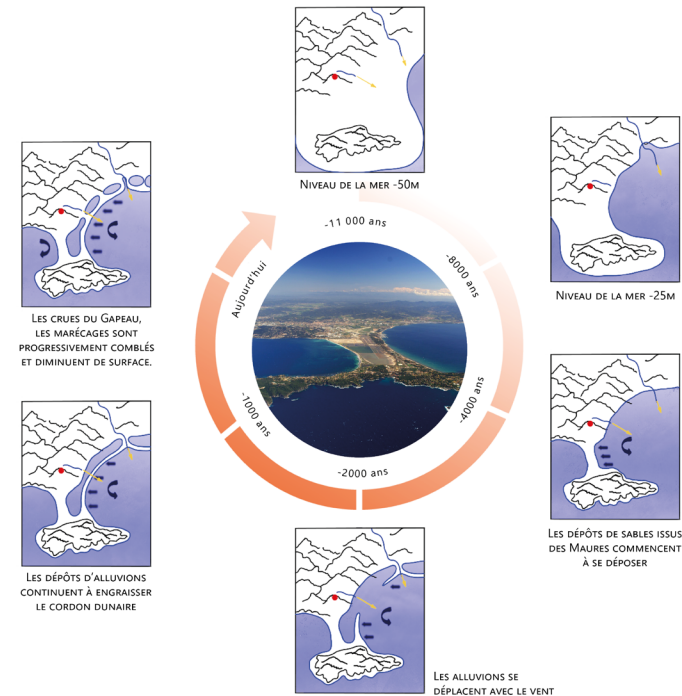 Niveau de la mer -50m
-11 000 ans
-8000 ans
Niveau de la mer -25m
-4000 ans
Les dépôts de sables issus
des Maures commencent
à se déposer
-2000 ans
Les alluvions se
déplacent avec le vent
-1000 ans
Les dépôts d'alluvions
continuent à engraisser
le cordon dunaire
Aujourd'hui
Les crues du Gapeau,
les marécages sont
progressivement comblés
et diminuent de surface.